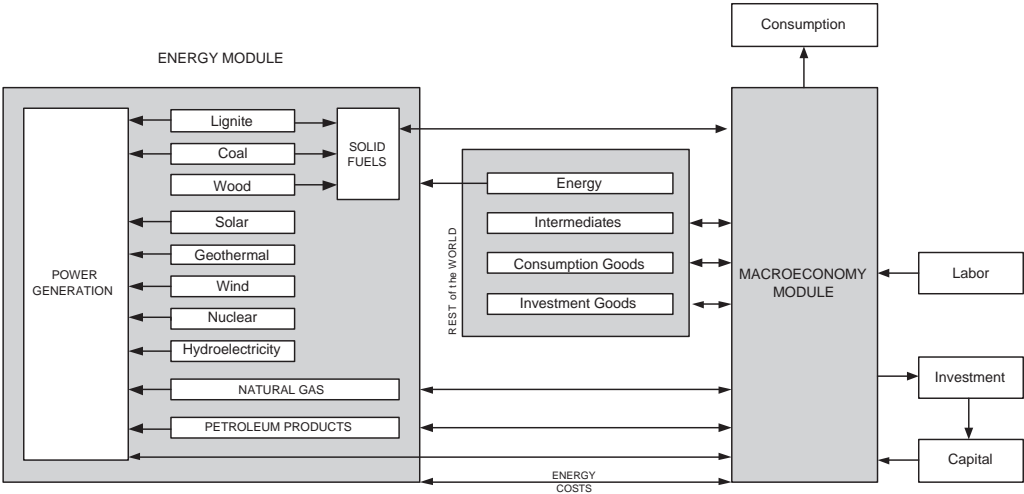 Consumption
ENERGY MODULE
Lignite
Coal
Wood
SOLID
FUELS
Solar
Geothermal
Wind
Nuclear
Hydroelectricity
NATURAL GAS
PETROLEUM PRODUCTS
POWER
GENERATION
REST of the WORLD
Energy
Intermediates
Consumption Goods
Investment Goods
MACROECONOMY
MODULE
Labor
Investment
Capital
ENERGY
COSTS